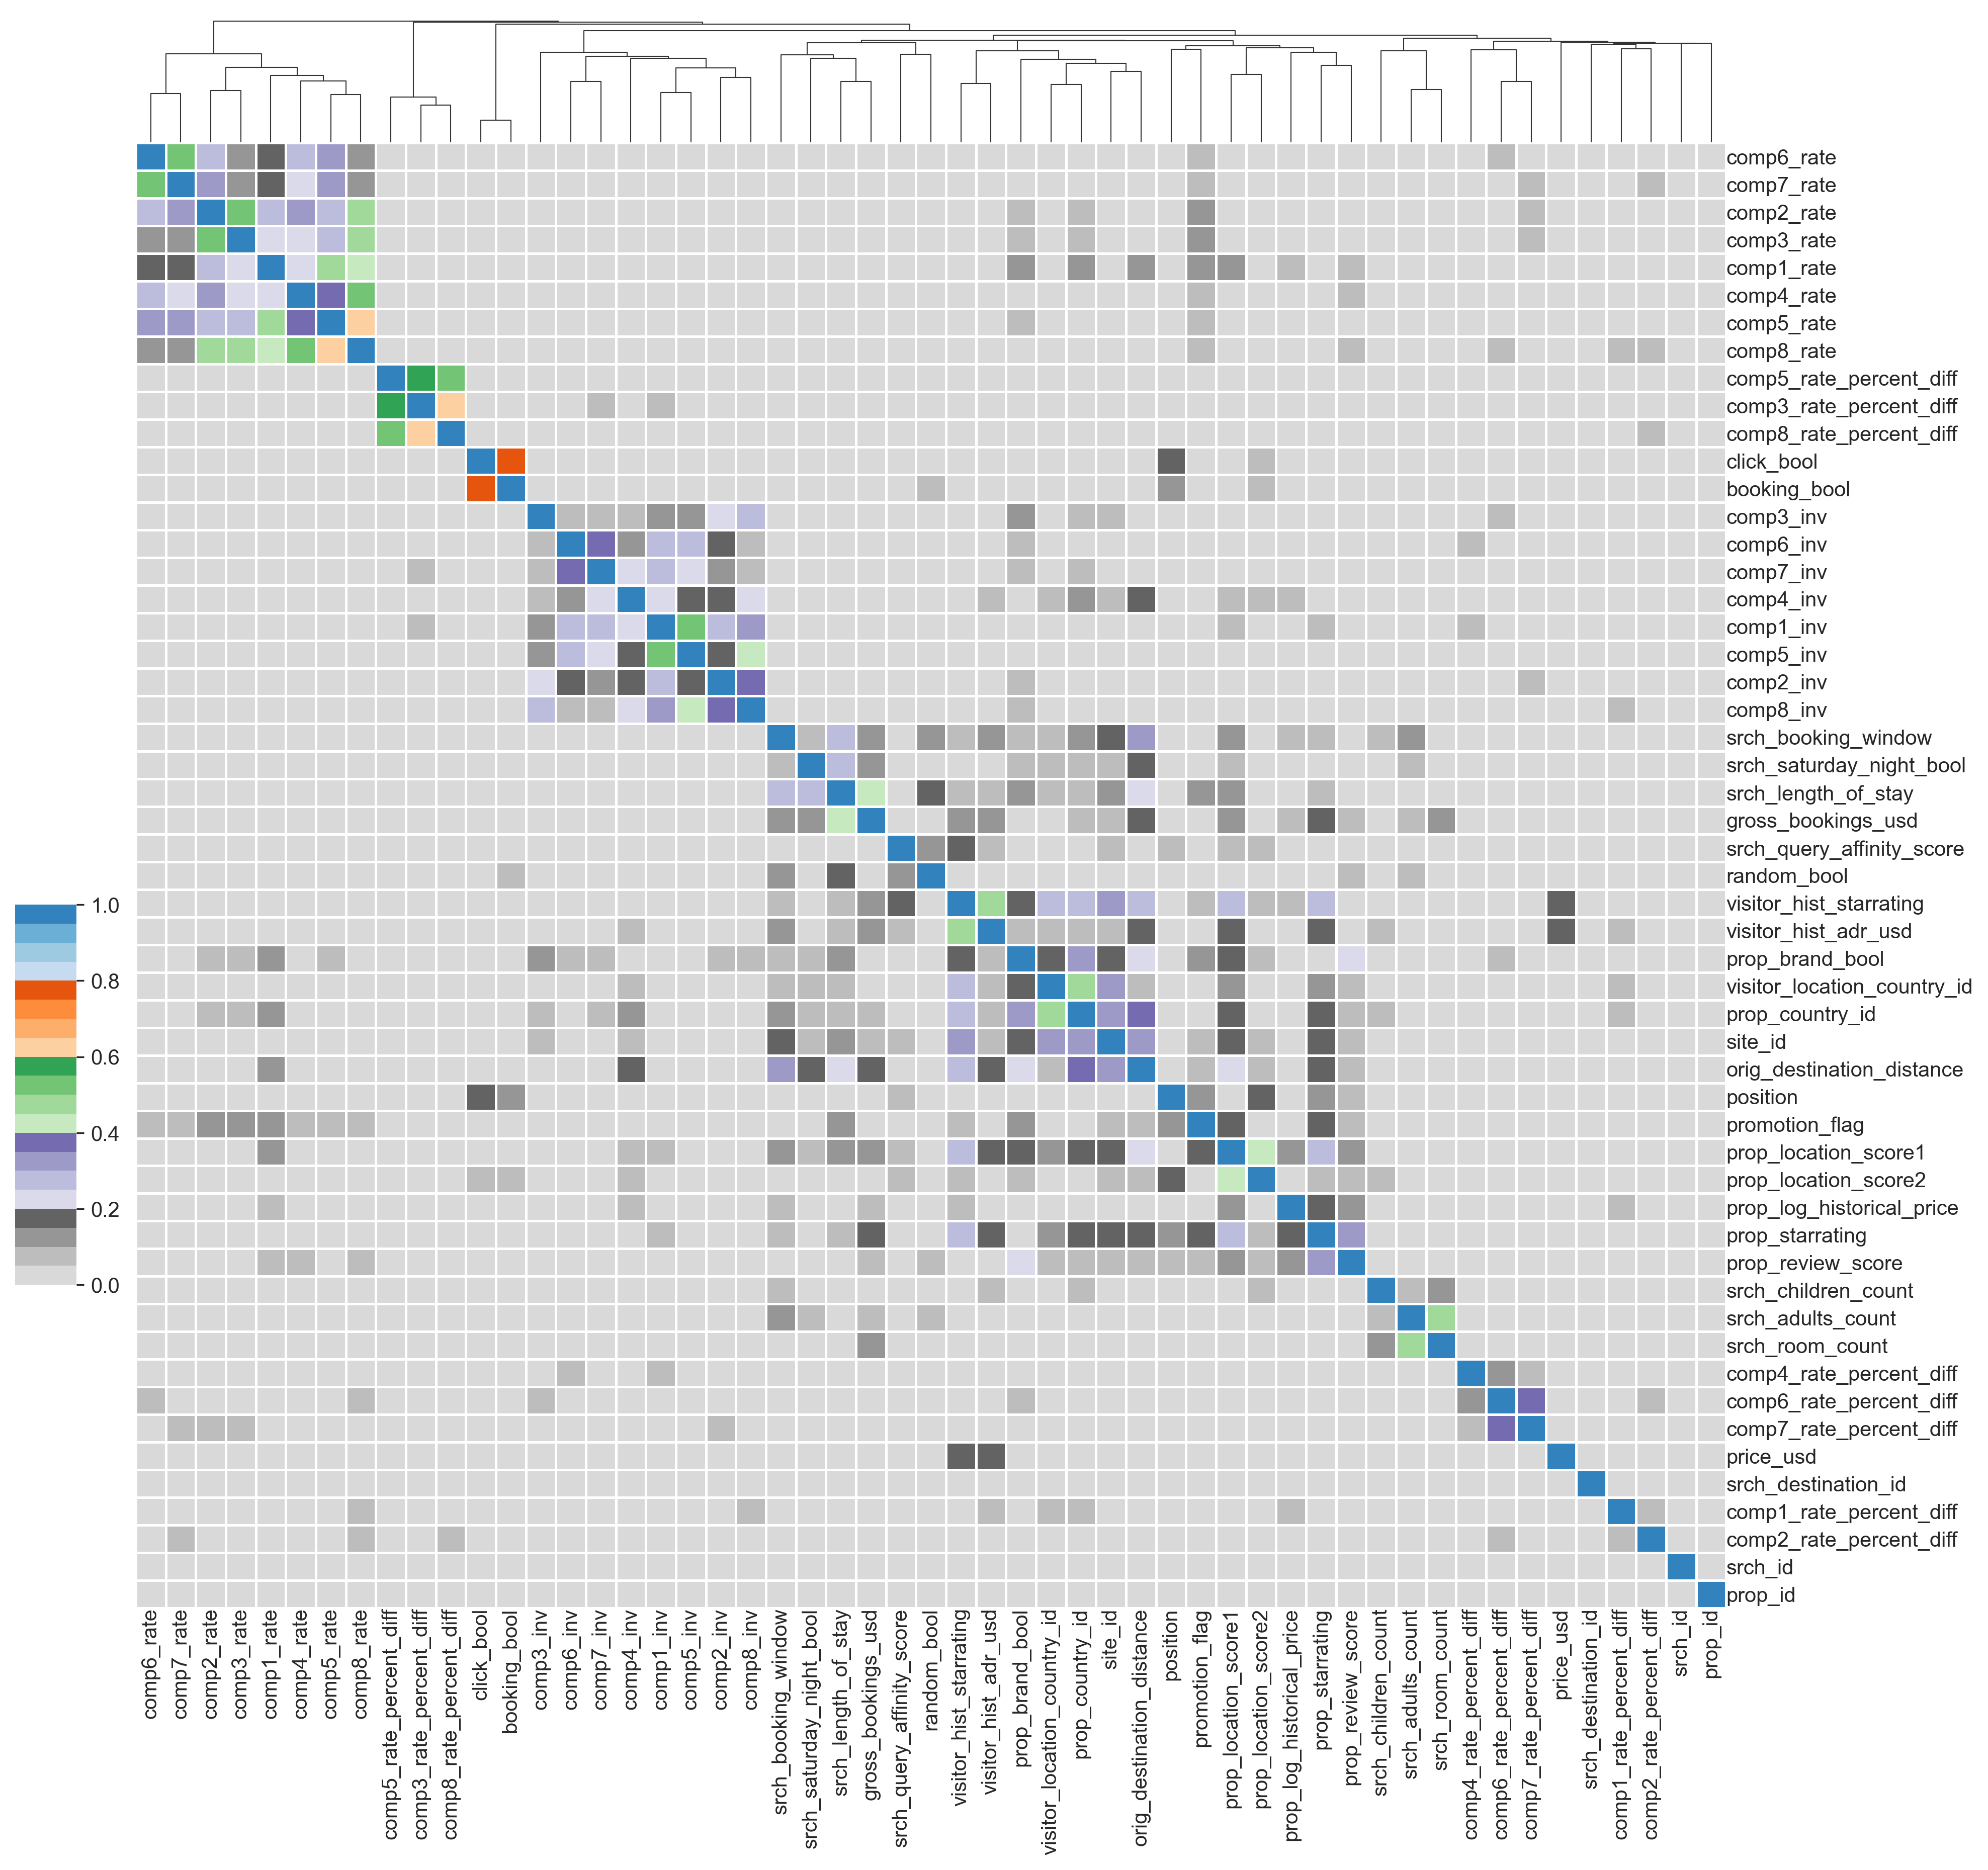 comp6_rate
comp7_rate
comp2_rate
comp3_rate
comp1_rate
comp4_rate
comp5_rate
comp8_rate
comp5_rate_percent_diff
comp3_rate_percent_diff
comp8_rate_percent_diff
click_bool
booking_bool
comp3_inv
comp6_inv
comp7_inv
comp4_inv
comp1_inv
comp5_inv
comp2_inv
comp8_inv
srch_booking_window
srch_saturday_night_bool
srch_length_of_stay
gross_bookings_usd
srch_query_affinity_score
random_bool
visitor_hist_starrating
visitor_hist_adr_usd
prop_brand_bool
visitor_location_country_id
prop_country_id
site_id
orig_destination_distance
position
promotion_flag
prop_location_score1
prop_location_score2
prop_log_historical_price
prop_starrating
prop_review_score
srch_children_count
srch_adults_count
srch_room_count
comp4_rate_percent_diff
comp6_rate_percent_diff
comp7_rate_percent_diff
price_usd
srch_destination_id
comp1_rate_percent_diff
comp2_rate_percent_diff
srch_id
prop_id
1.0
0.8
0.6
0.4
0.2
0.0
comp6_rate
comp7_rate
comp2_rate
comp3_rate
comp1_rate
comp4_rate
comp5_rate
comp8_rate
comp5_rate_percent_diff
comp3_rate_percent_diff
comp8_rate_percent_diff
click_bool
booking_bool
comp3_inv
comp6_inv
comp7_inv
comp4_inv
comp1_inv
comp5_inv
comp2_inv
comp8_inv
srch_booking_window
srch_saturday_night_bool
srch_length_of_stay
gross_bookings_usd
srch_query_affinity_score
random_bool
visitor_hist_starrating
visitor_hist_adr_usd
prop_brand_bool
visitor_location_country_id
prop_country_id
site_id
orig_destination_distance
position
promotion_flag
prop_location_score1
prop_location_score2
prop_log_historical_price
prop_starrating
prop_review_score
srch_children_count
srch_adults_count
srch_room_count
comp4_rate_percent_diff
comp6_rate_percent_diff
comp7_rate_percent_diff
price_usd
srch_destination_id
comp1_rate_percent_diff
comp2_rate_percent_diff
srch_id
prop_id